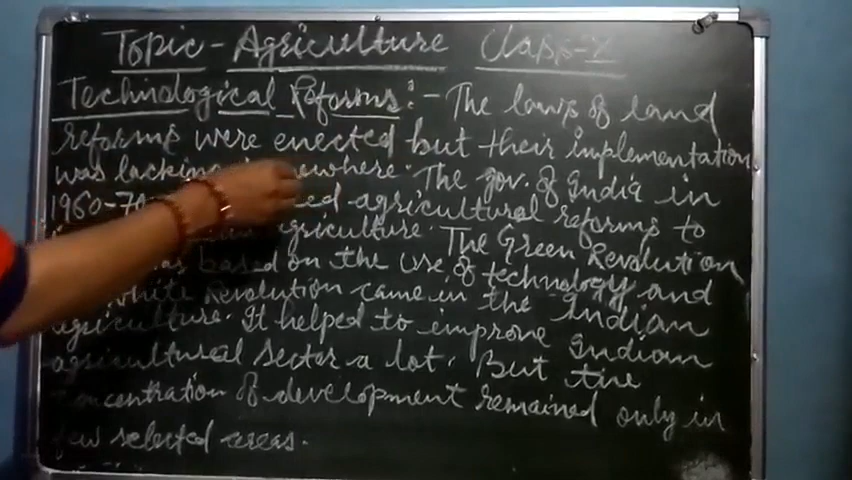 Topic - Agriculture Class-X
Technological Reforms:- The laws of land
reforms were enected but their implementation
was lacking where. The gov. of India in
1960-70 agricultural reforms to
agriculture. The Green Revolution
was based on the use of technology and
White Revolution came in the Indian
agriculture. It helped to improve Indian
agricultural sector a lot. But the
concentration of development remained only in
few selected areas.